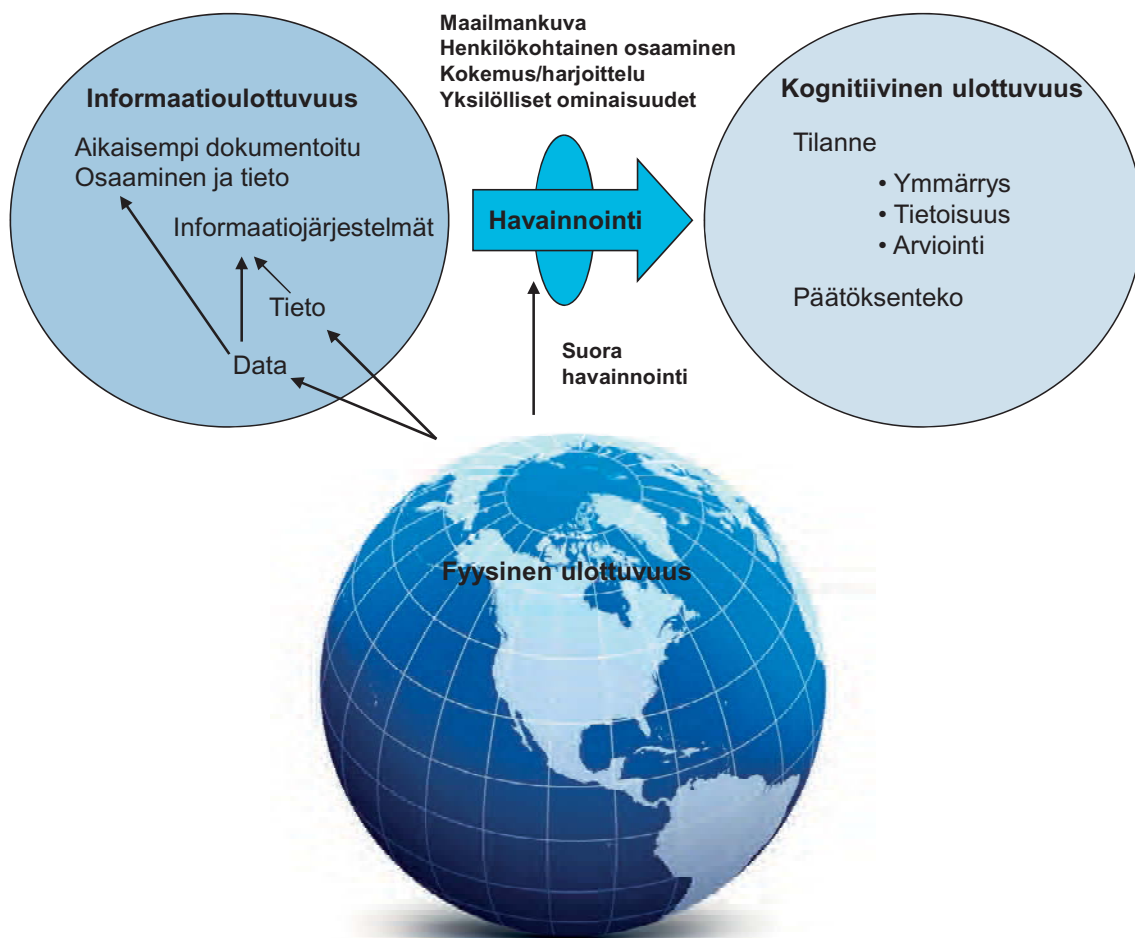 Informaatioulottuvuus
Aikaisempi dokumentoitu
Osaaminen ja tieto
Informaatiojärjestelmät
Tieto
Data
Maailmankuva
Henkilökohtainen osaaminen
Kokemus/harjoittelu
Yksilölliset ominaisuudet
Havainnointi
Suora
havainnointi
Kognitiivinen ulottuvuus
Tilanne
• Ymmärrys
• Tietoisuus
• Arviointi
Päätöksenteko
Fyysinen ulottuvuus